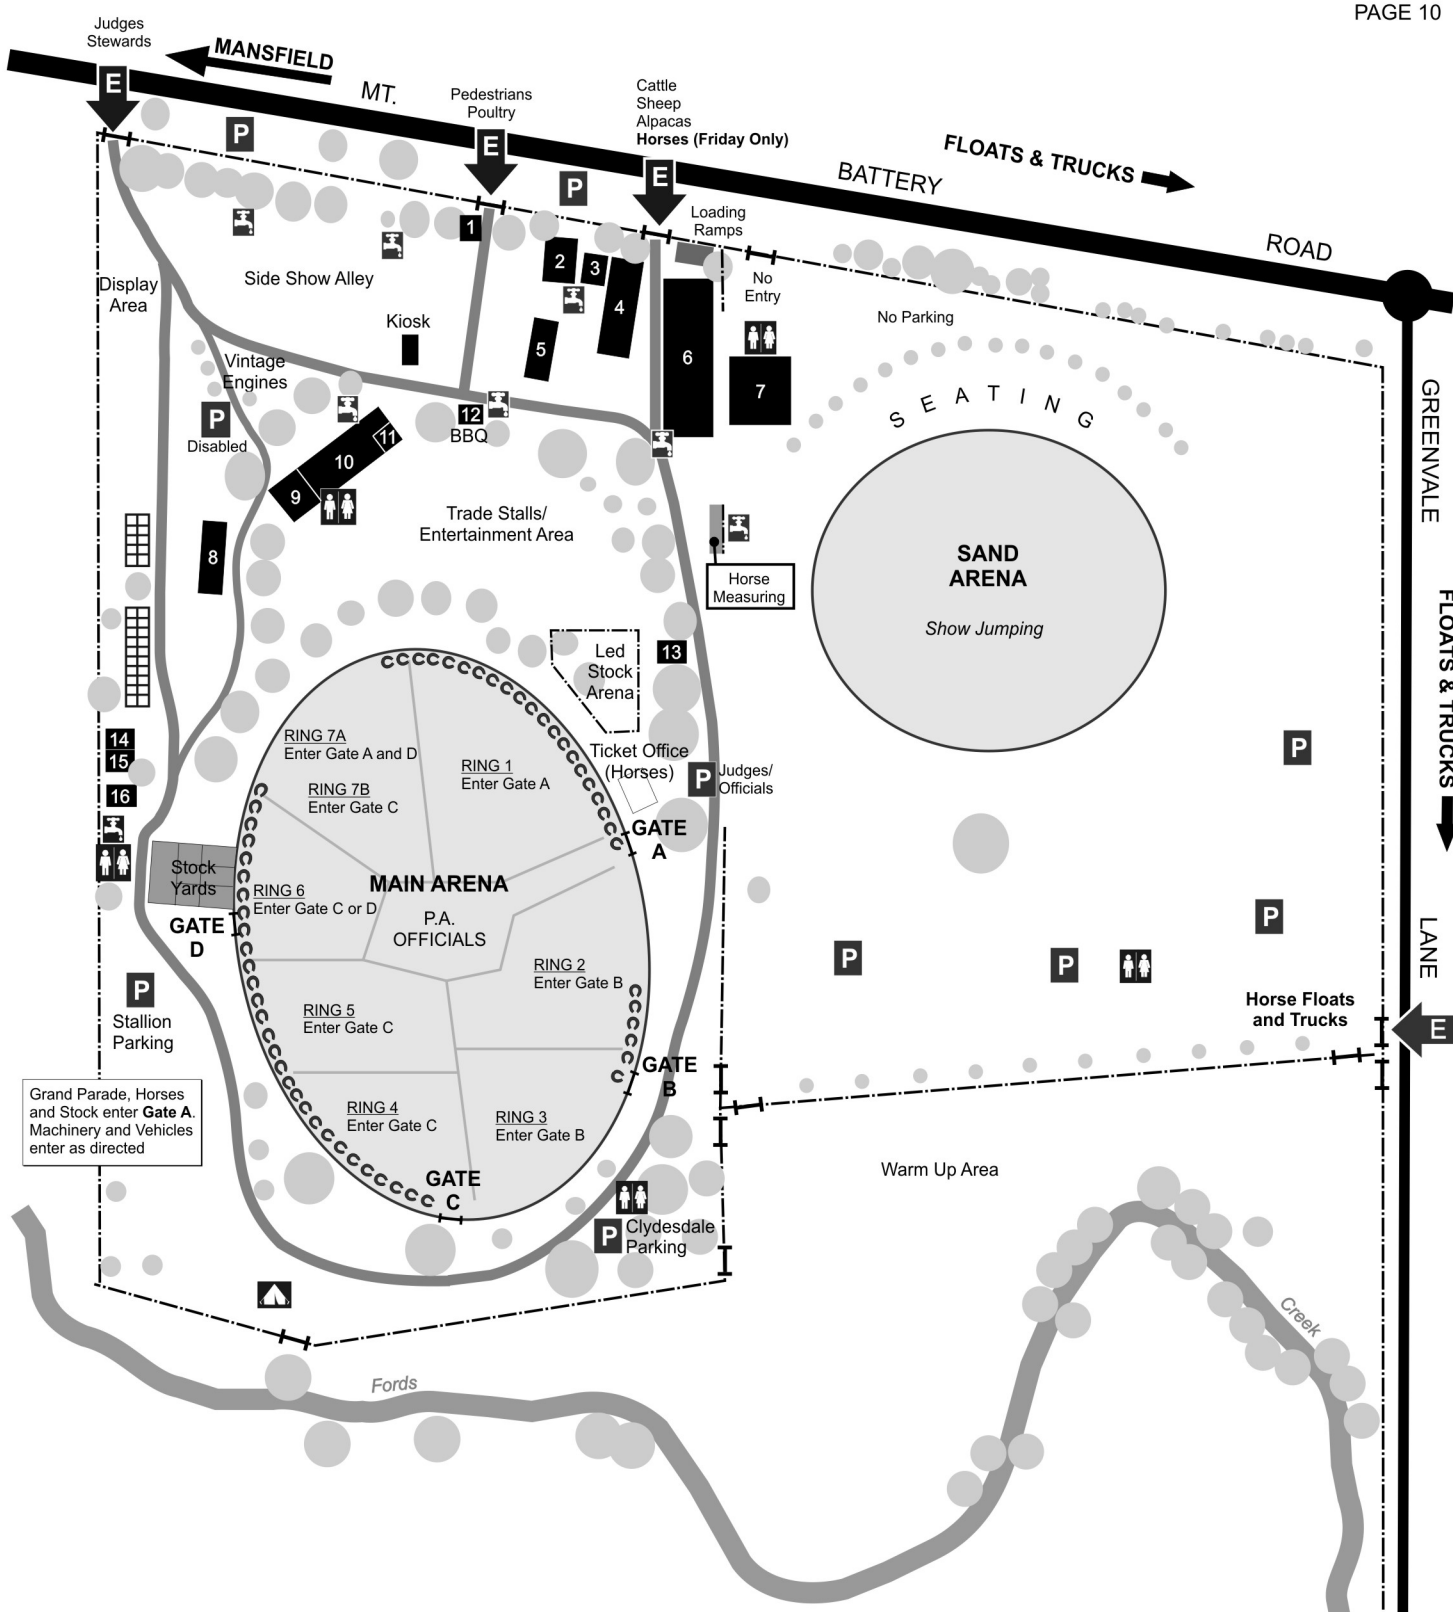 PAGE 10
Judges
Stewards
E
MANSFIELD
MT.
BATTERY
ROAD
P
Pedestrians
Poultry
E
Cattle
Sheep
Alpacas
Horses (Friday Only)
E
P
FLOATS & TRUCKS
Loading
Ramps
No
Entry
No Parking
1
2
3
4
5
6
7
Display
Area
Side Show Alley
Kiosk
Vintage
Engines
P
Disabled
12
BBQ
11
10
9
8
Trade Stalls/
Entertainment Area
SEATING
SAND
ARENA
Show Jumping
Horse
Measuring
GREENVALE
LANE
FLOATS & TRUCKS
Led
Stock
Arena
13
Ticket Office
(Horses)
P
Judges/
Officials
14
15
16
RING 7A
Enter Gate A and D
RING 7B
Enter Gate C
RING 1
Enter Gate A
GATE
A
Stock
Yards
GATE
D
RING 6
Enter Gate C or D
MAIN ARENA
P.A.
OFFICIALS
RING 2
Enter Gate B
RING 5
Enter Gate C
GATE
B
RING 4
Enter Gate C
RING 3
Enter Gate B
GATE
C
P
Stallion
Parking
P
P
P
P
Horse Floats
and Trucks
E
Grand Parade, Horses
and Stock enter Gate A.
Machinery and Vehicles
enter as directed
Warm Up Area
P
Clydesdale
Parking
Creek
Fords